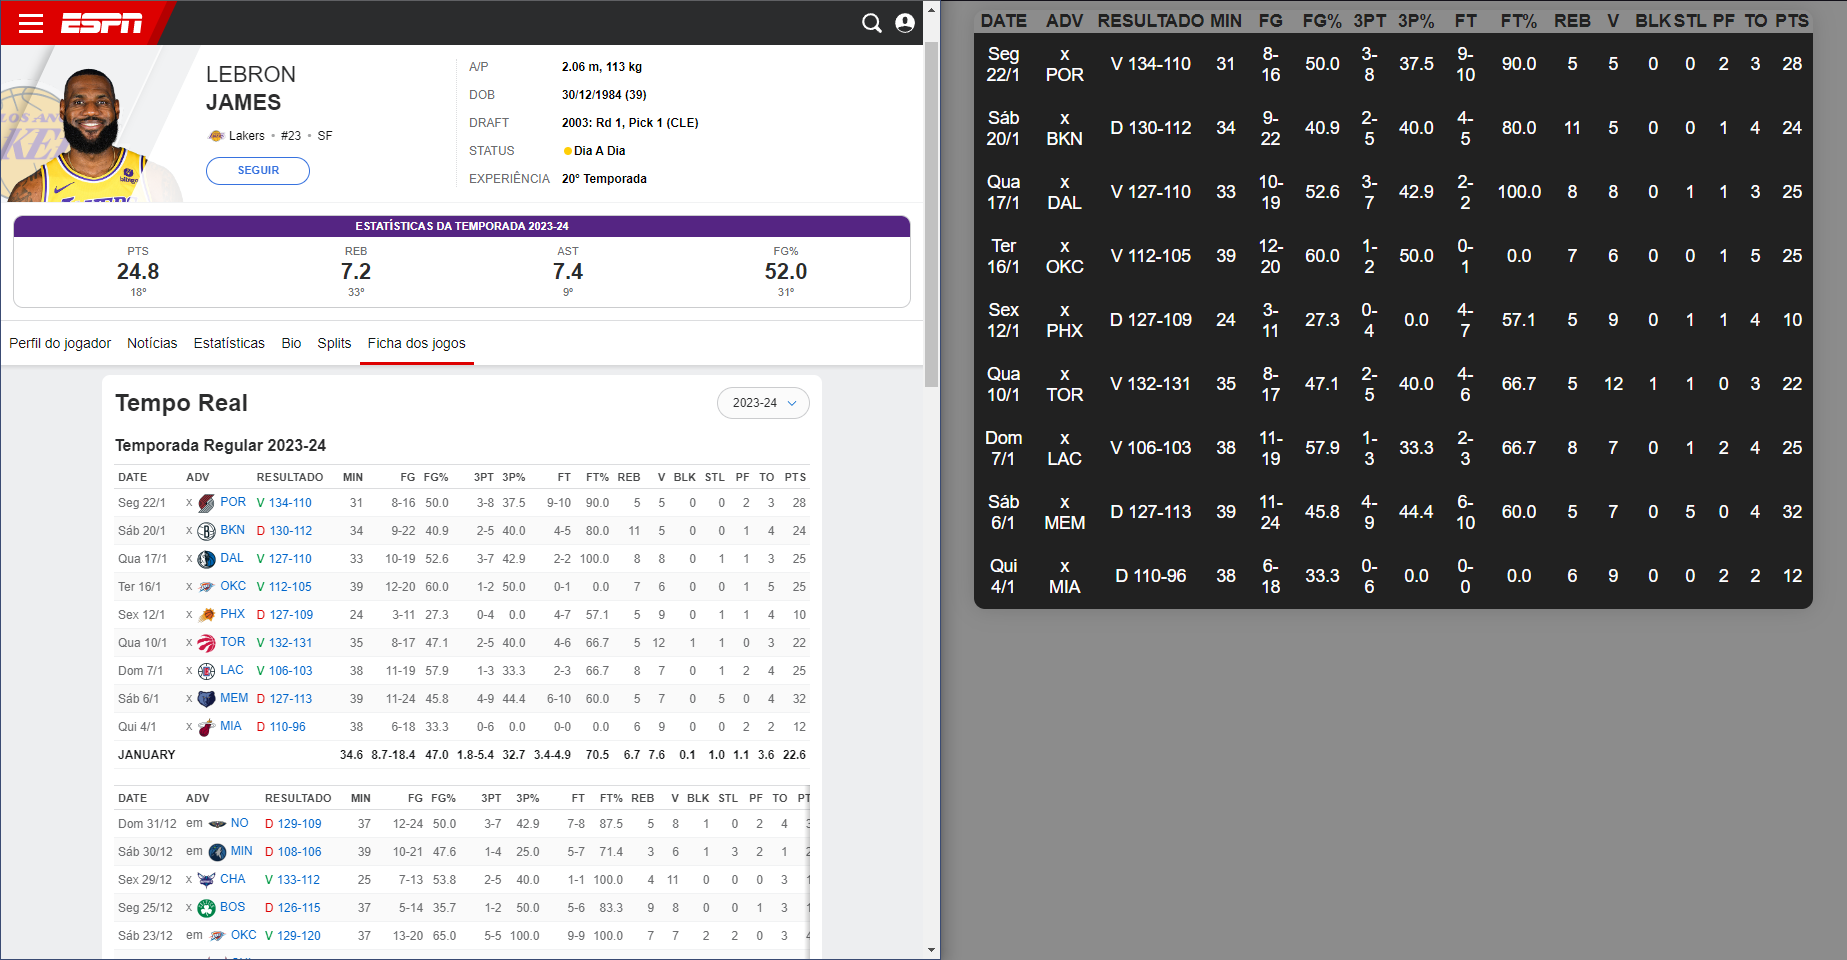 ESPN
LEBRON
JAMES
Lakers • #23 • SF
SEGUIR
A/P 2.06 m, 113 kg
DOB 30/12/1984 (39)
DRAFT 2003: Rd 1, Pick 1 (CLE)
STATUS Dia A Dia
EXPERIÊNCIA 20° Temporada
ESTATÍSTICAS DA TEMPORADA 2023-24
PTS REB AST FG%
24.8 7.2 7.4 52.0
18º 33º 9º 31º
Perfil do jogador Notícias Estatísticas Bio Splits Ficha dos jogos
Tempo Real
2023-24
Temporada Regular 2023-24
DATE ADV RESULTADO MIN FG FG% 3PT 3P% FT FT% REB V BLK STL PF TO PTS
Seg 22/1 x POR V 134-110 31 8-16 50.0 3-8 37.5 9-10 90.0 5 5 0 0 2 3 28
Sáb 20/1 x BKN D 130-112 34 9-22 40.9 2-5 40.0 4-5 80.0 11 5 0 0 1 4 24
Qua 17/1 x DAL V 127-110 33 10-19 52.6 3-7 42.9 2-2 100.0 8 8 0 1 1 3 25
Ter 16/1 x OKC V 112-105 39 12-20 60.0 1-2 50.0 0-1 0.0 7 6 0 0 1 5 25
Sex 12/1 x PHX D 127-109 24 3-11 27.3 0-4 0.0 4-7 57.1 5 9 0 1 1 4 10
Qua 10/1 x TOR V 132-131 35 8-17 47.1 2-5 40.0 4-6 66.7 5 12 1 1 0 3 22
Dom 7/1 x LAC V 106-103 38 11-19 57.9 1-3 33.3 2-3 66.7 8 7 0 1 2 4 25
Sáb 6/1 x MEM D 127-113 39 11-24 45.8 4-9 44.4 6-10 60.0 5 7 0 5 0 4 32
Qui 4/1 x MIA D 110-96 38 6-18 33.3 0-6 0.0 0-0 0.0 6 9 0 0 2 2 12
JANUARY 34.6 8.7-18.4 47.0 1.8-5.4 32.7 3.4-4.9 70.5 6.7 7.6 0.1 1.0 1.1 3.6 22.6
DATE ADV RESULTADO MIN FG FG% 3PT 3P% FT FT% REB V BLK STL PF TO
Dom 31/12 em NO D 129-109 37 12-24 50.0 3-7 42.9 7-8 87.5 5 8 1 0 2 4
Sáb 30/12 em MIN D 108-106 39 10-21 47.6 1-4 25.0 5-7 71.4 3 6 1 3 2 1
Sex 29/12 x CHA V 133-112 25 7-13 53.8 2-5 40.0 1-1 100.0 4 11 0 0 0 3
Seg 25/12 x BOS D 126-115 37 5-14 35.7 1-2 50.0 5-6 83.3 9 8 0 0 1 3
Sáb 23/12 em OKC V 129-120 37 13-20 65.0 5-5 100.0 9-9 100.0 7 7 2 2 0 3
DATE ADV RESULTADO MIN FG FG% 3PT 3P% FT FT% REB V BLK STL PF TO PTS
Seg x 8- 3- 9-
22/1 POR V 134-110 31 16 50.0 8 37.5 10 90.0 5 5 0 0 2 3 28
Sáb x 9- 2- 4-
20/1 BKN D 130-112 34 22 40.9 5 40.0 5 80.0 11 5 0 0 1 4 24
Qua x 10- 3- 2-
17/1 DAL V 127-110 33 19 52.6 7 42.9 2 100.0 8 8 0 1 1 3 25
Ter x 12- 1- 0-
16/1 OKC V 112-105 39 20 60.0 2 50.0 1 0.0 7 6 0 0 1 5 25
Sex x 3- 0- 4-
12/1 PHX D 127-109 24 11 27.3 4 0.0 7 57.1 5 9 0 1 1 4 10
Qua x 8- 2- 4-
10/1 TOR V 132-131 35 17 47.1 5 40.0 6 66.7 5 12 1 1 0 3 22
Dom x 11- 1- 2-
7/1 LAC V 106-103 38 19 57.9 3 33.3 3 66.7 8 7 0 1 2 4 25
Sáb x 11- 4- 6-
6/1 MEM D 127-113 39 24 45.8 9 44.4 10 60.0 5 7 0 5 0 4 32
Qui x 6- 0- 0-
4/1 MIA D 110-96 38 18 33.3 6 0.0 0 0.0 6 9 0 0 2 2 12